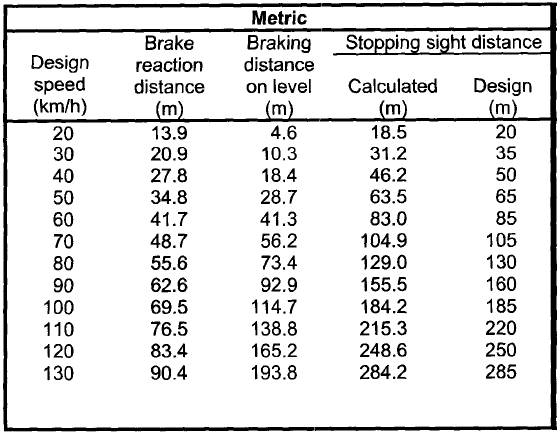 Metric
Brake Braking Stopping sight distance
Design reaction distance
speed distance on level Calculated Design
(km/h) (m) (m) (m) (m)
20 13.9 4.6 18.5 20
30 20.9 10.3 31.2 35
40 27.8 18.4 46.2 50
50 34.8 28.7 63.5 65
60 41.7 41.3 83.0 85
70 48.7 56.2 104.9 105
80 55.6 73.4 129.0 130
90 62.6 92.9 155.5 160
100 69.5 114.7 184.2 185
110 76.5 138.8 215.3 220
120 83.4 165.2 248.6 250
130 90.4 193.8 284.2 285